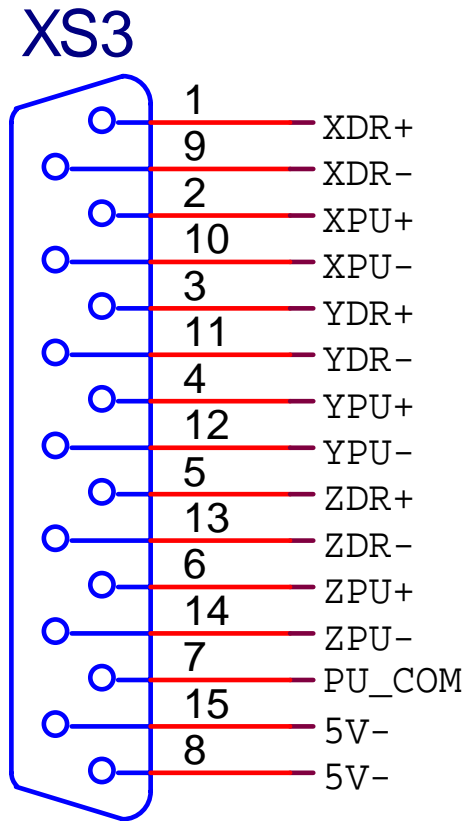 XS3
1 XDR+
9 XDR-
2 XPU+
10 XPU-
3 YDR+
11 YDR-
4 YPU+
12 YPU-
5 ZDR+
13 ZDR-
6 ZPU+
14 ZPU-
7 PU_COM
15 5V-
8 5V-